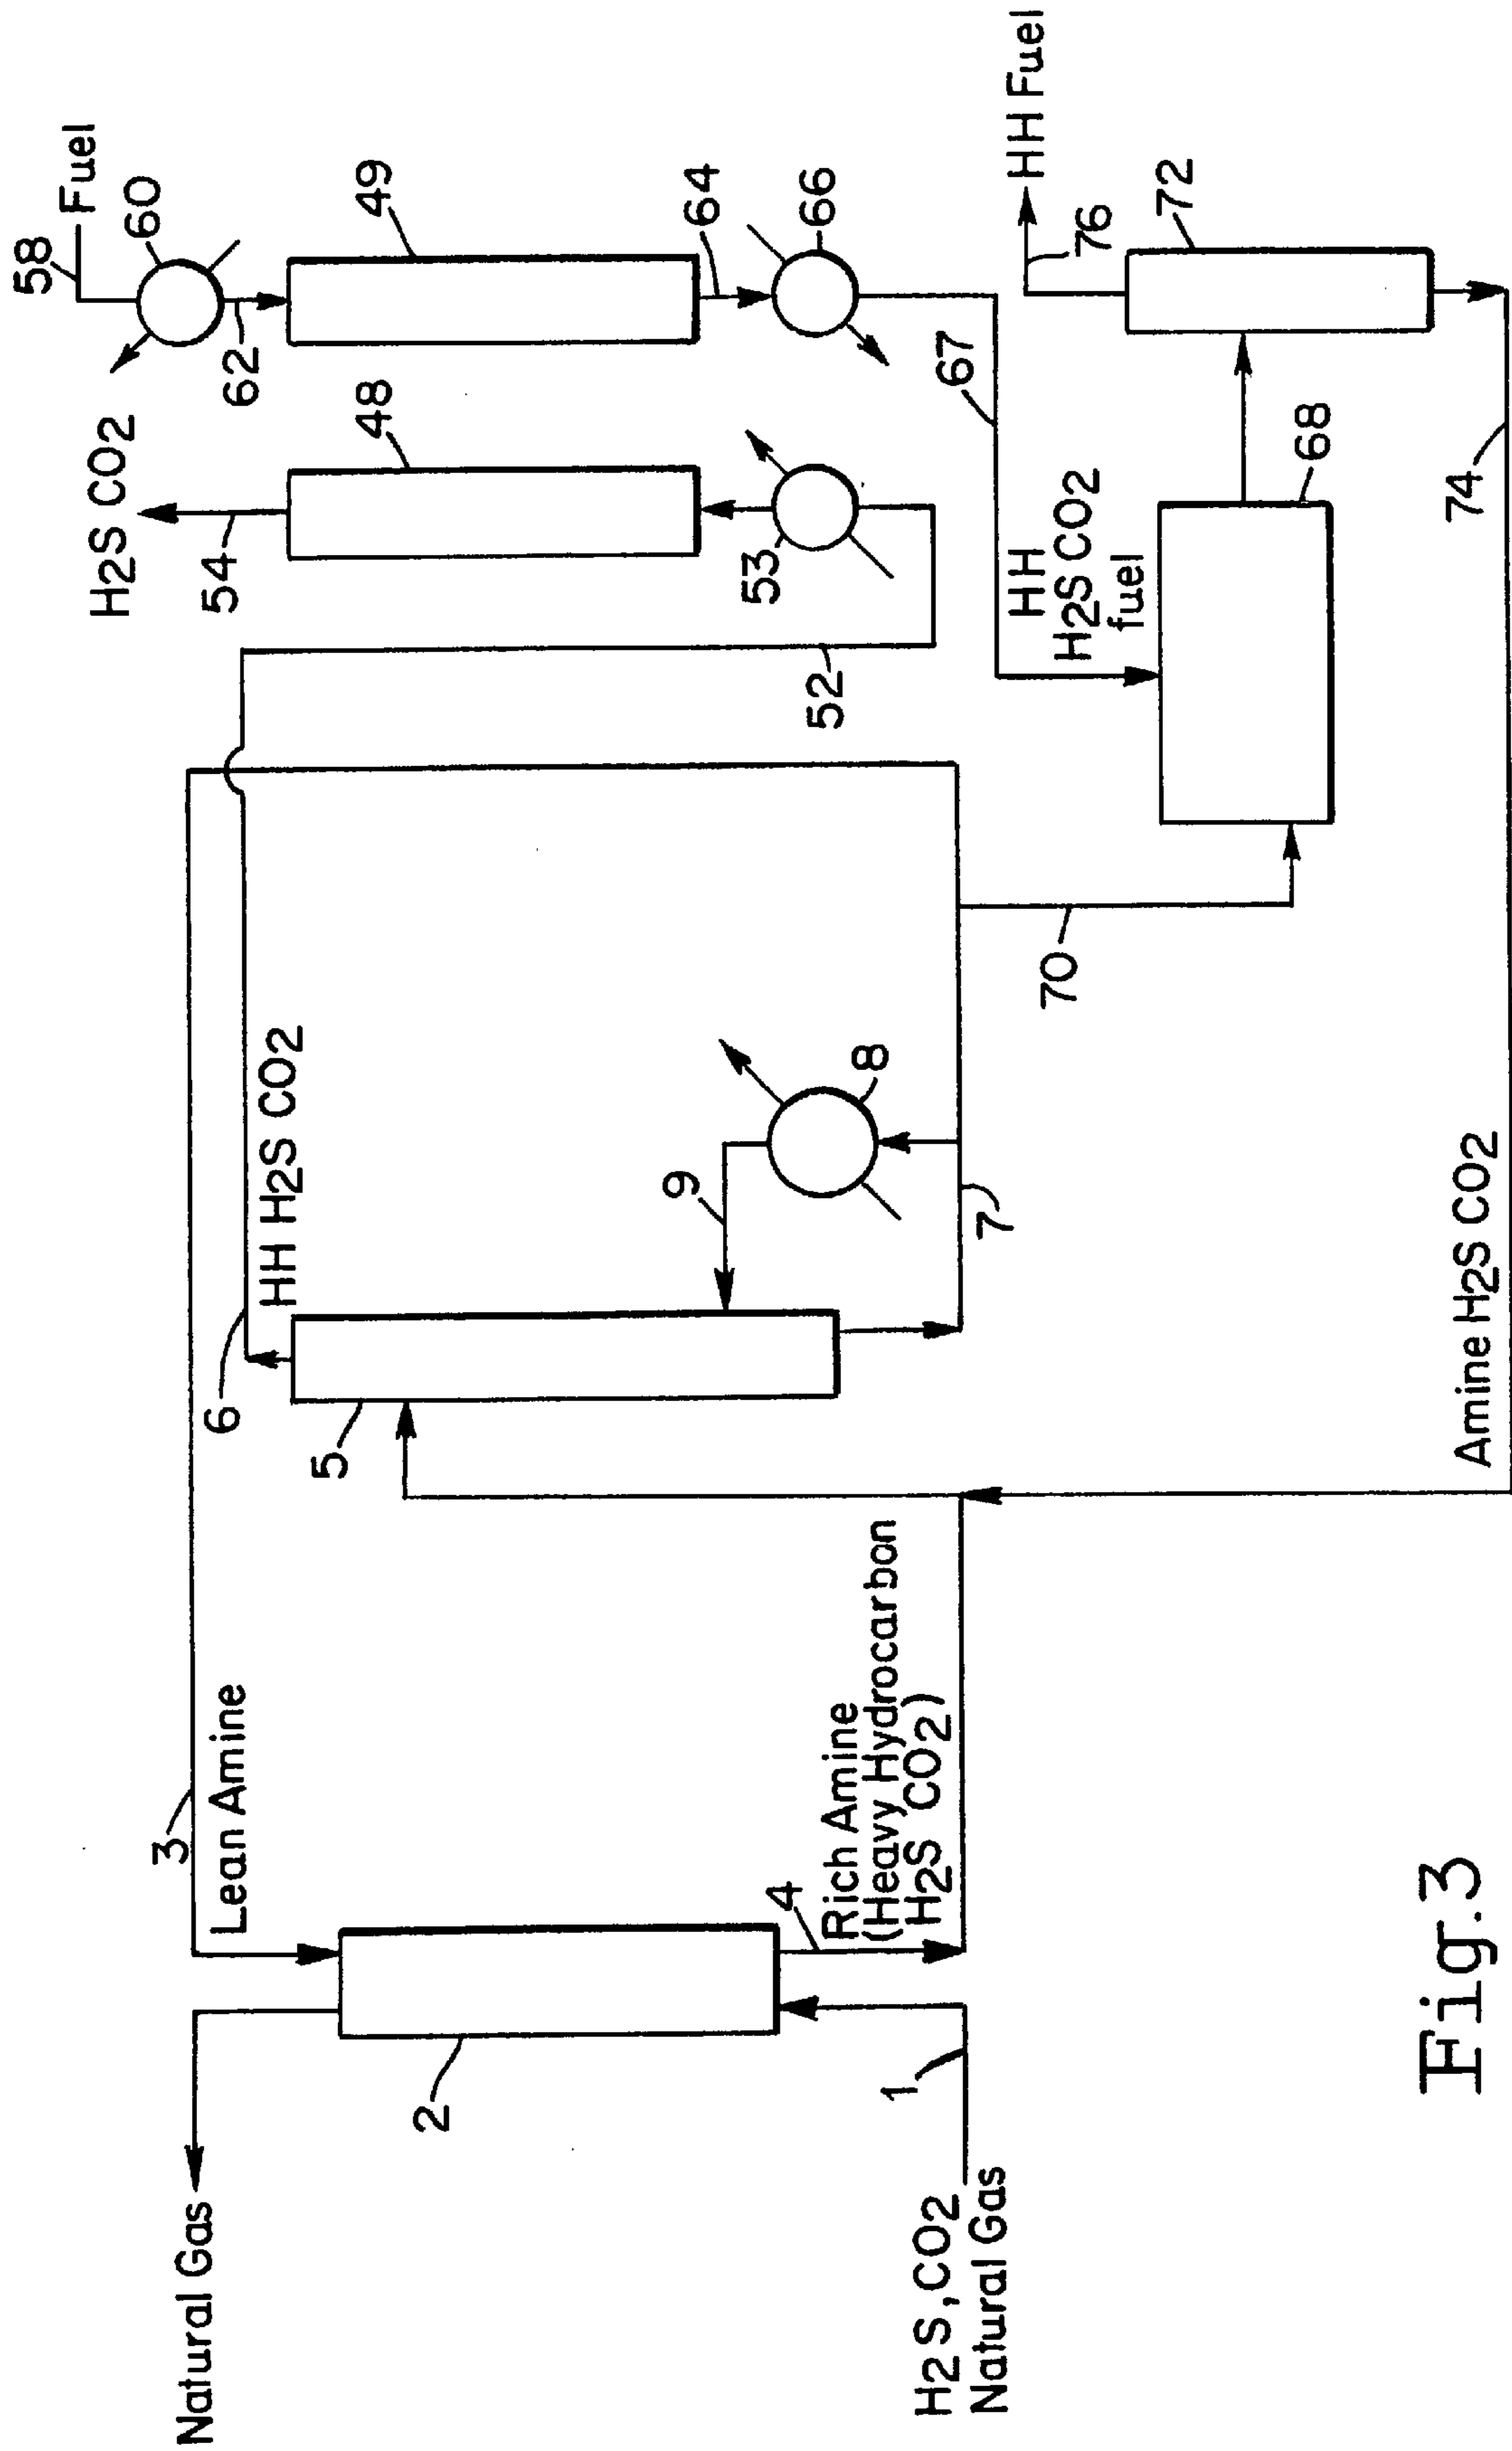 Natural Gas
H2S,CO2
Natural Gas
1
2
3
Lean Amine
4
Rich Amine
(Heavy Hydrocarbon
H2S CO2)
5
6
HH H2S CO2
9
8
7
70
Amine H2S CO2
52
H2S CO2
54
48
53
58
Fuel
60
62
49
64
66
67
HH
H2S CO2
fuel
68
HH Fuel
76
72
74
Fig.3